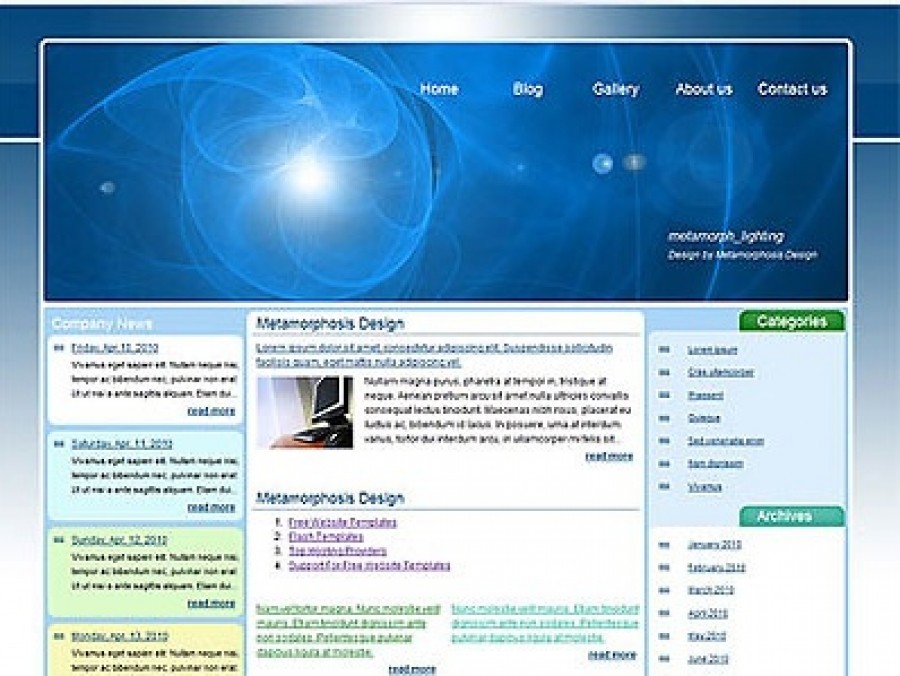 Home Blog Gallery About us Contact us
metamorph_lighting
Design by Metamorphosis Design
Company News
Friday, Apr. 10, 2010
Vivamus eget sapien elit. Nullam neque nisi,
tempor ac bibendum nec, pulvinar non erat.
Ut ut nisi a ante sagittis aliquam. Etiam dui...
read more
Saturday, Apr. 11, 2010
Vivamus eget sapien elit. Nullam neque nisi,
tempor ac bibendum nec, pulvinar non erat.
Ut ut nisi a ante sagittis aliquam. Etiam dui...
read more
Sunday, Apr. 12, 2010
Vivamus eget sapien elit. Nullam neque nisi,
tempor ac bibendum nec, pulvinar non erat.
Ut ut nisi a ante sagittis aliquam. Etiam dui...
read more
Monday, Apr. 13, 2010
Vivamus eget sapien elit. Nullam neque nisi,
tempor ac bibendum nec, pulvinar non erat.
Metamorphosis Design
Lorem ipsum dolor sit amet, consectetur adipiscing elit. Suspendisse sollicitudin
facilisis quam, eget mattis nulla adipiscing vel.
Nullam magna purus, pharetra at tempor in, tristique at
neque. Aenean pretium arcu sit amet nulla ultricies convallis
consequat lectus tincidunt. Maecenas nibh risus, placerat eu
luctus ac, bibendum id lacus. In posuere, urna at interdum
varius, tortor dui interdum arcu, in ullamcorper mi felis sit...
read more
Metamorphosis Design
1. Free Website Templates
2. Flash Templates
3. Top Hosting Providers
4. Support For Free Website Templates
Nam vel tortor magna. Nunc molestie velit
mauris. Etiam tincidunt dignissim ante
non sodales. Pellentesque pulvinar
dapibus ligula at molestie.
read more
Nunc molestie velit mauris. Etiam tincidunt
dignissim ante non sodales. Pellentesque
pulvinar dapibus ligula at molestie.
read more
Categories
Lorem ipsum
Cras ullamcorper
Praesent
Quisque
Sed venenatis enim
Nam dignissim
Vivamus
Archives
January 2010
February 2010
March 2010
April 2010
May 2010
June 2010